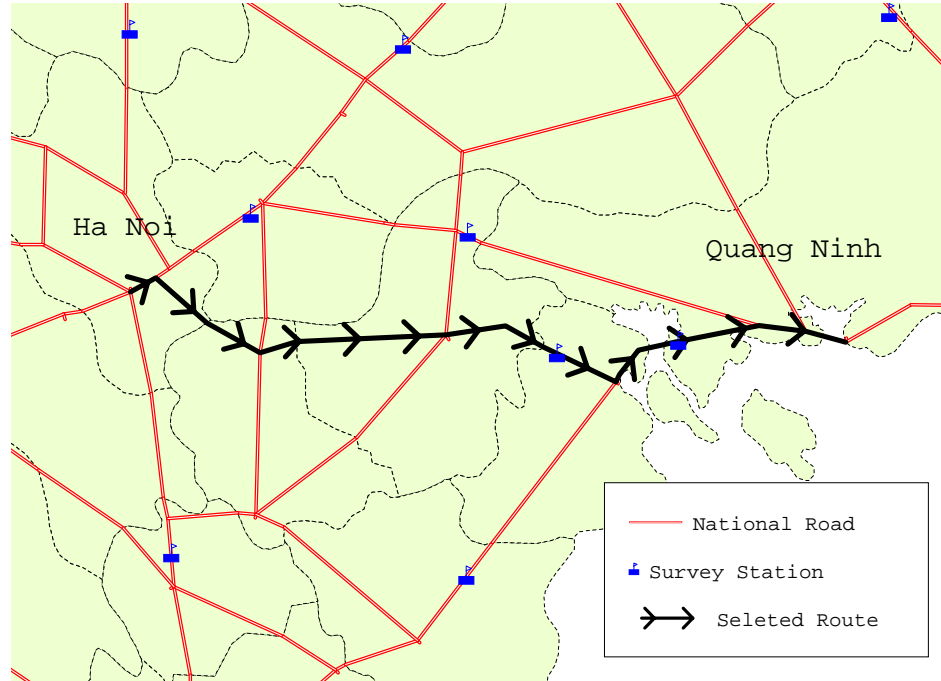 Ha Noi
Quang Ninh
National Road
Survey Station
Seleted Route